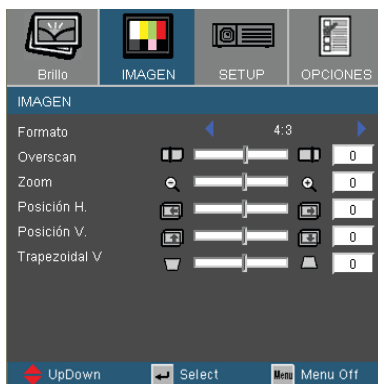 Brillo IMAGEN SETUP OPCIONES
IMAGEN
Formato 4:3
Overscan 0
Zoom 0
Posición H. 0
Posición V. 0
Trapezoidal V 0
UpDown Select Menu Menu Off